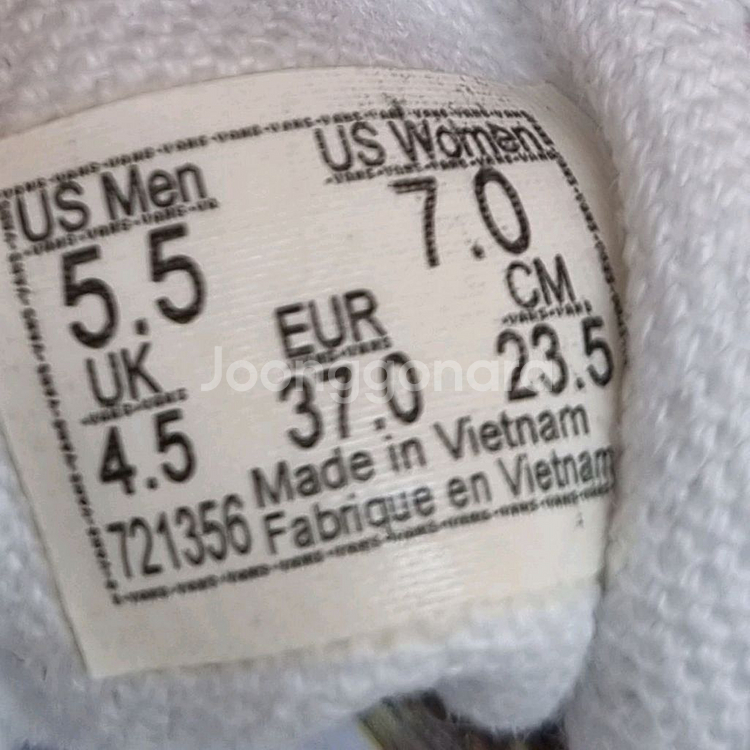 US Men
US Women
5.5
7.0
UK
EUR
CM
4.5
37.0
23.5
Made in Vietnam
721356 Fabrique en Vietnam
Joonggonara